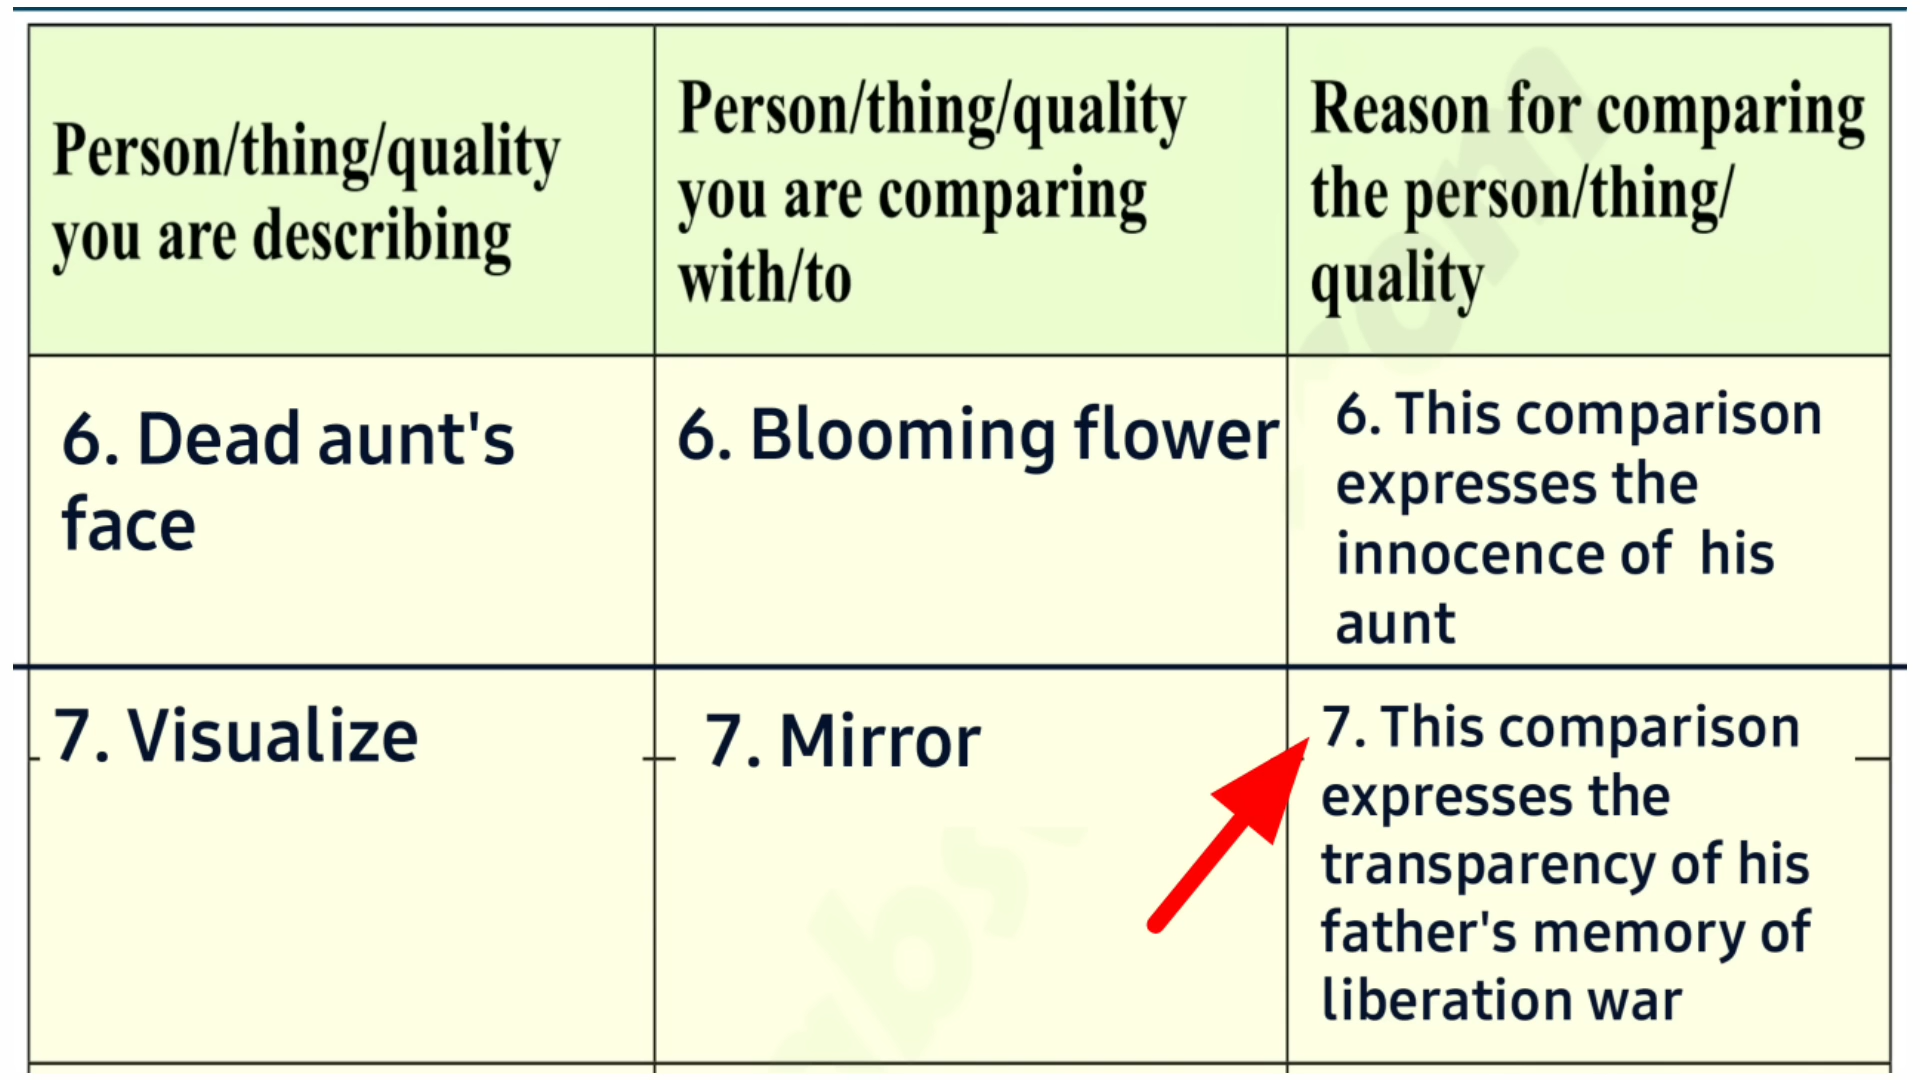 Person/thing/quality
you are describing
Person/thing/quality
you are comparing
with/to
Reason for comparing
the person/thing/
quality
6. Dead aunt's
face
6. Blooming flower
6. This comparison
expresses the
innocence of his
aunt
7. Visualize
7. Mirror
7. This comparison
expresses the
transparency of his
father's memory of
liberation war